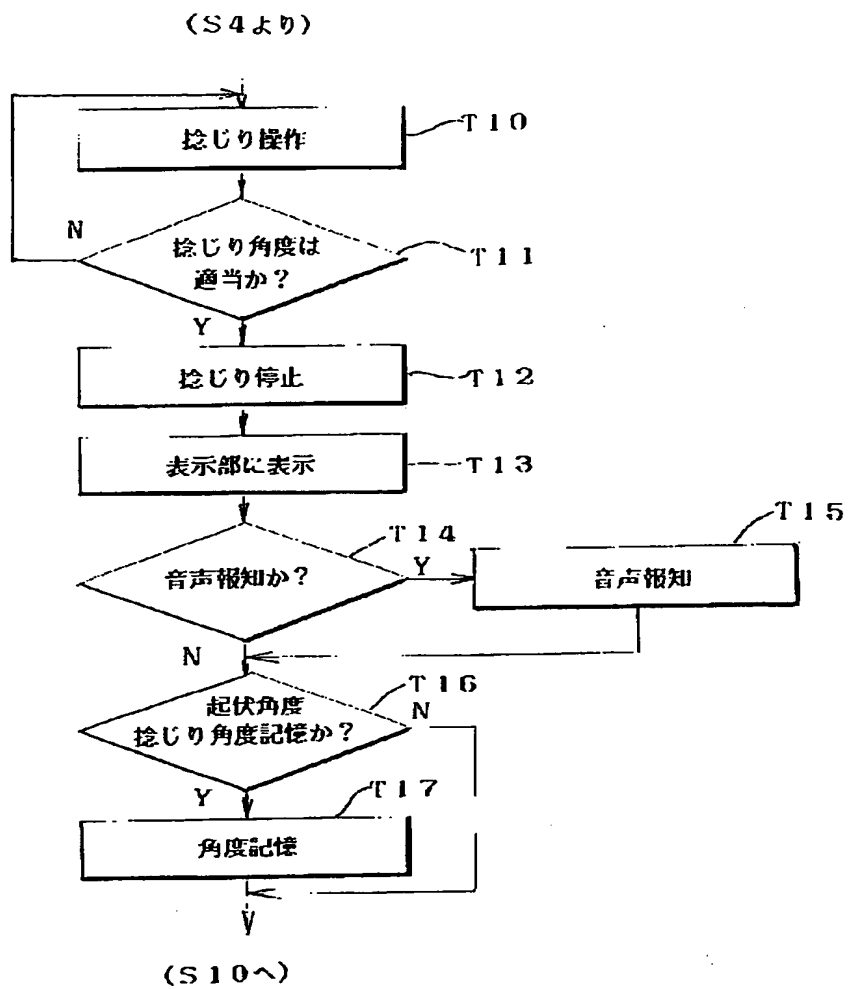 (S4より)
捻じり操作
T10
N
捻じり角度は
適当か?
T11
Y
捻じり停止
T12
表示部に表示
T13
T14
音声報知か?
Y
T15
音声報知
N
T16
起伏角度
捻じり角度記憶か?
N
Y
T17
角度記憶
(S10へ)